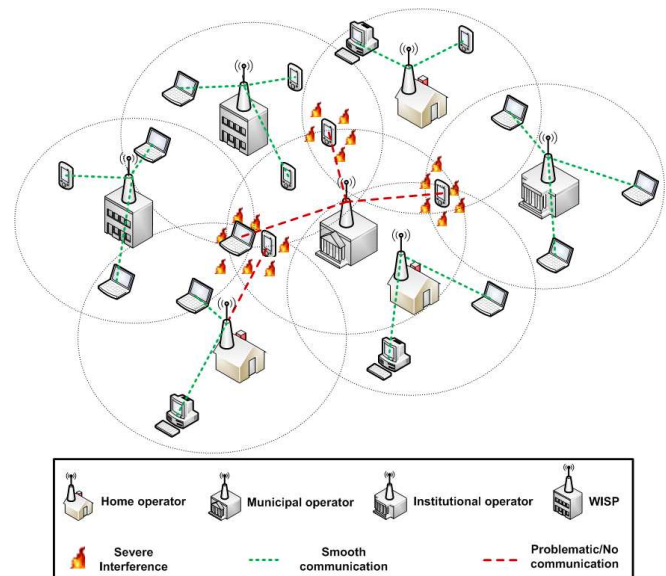 Home operator
Municipal operator
Institutional operator
WISP
Severe
Interference
Smooth
communication
Problematic/No
communication